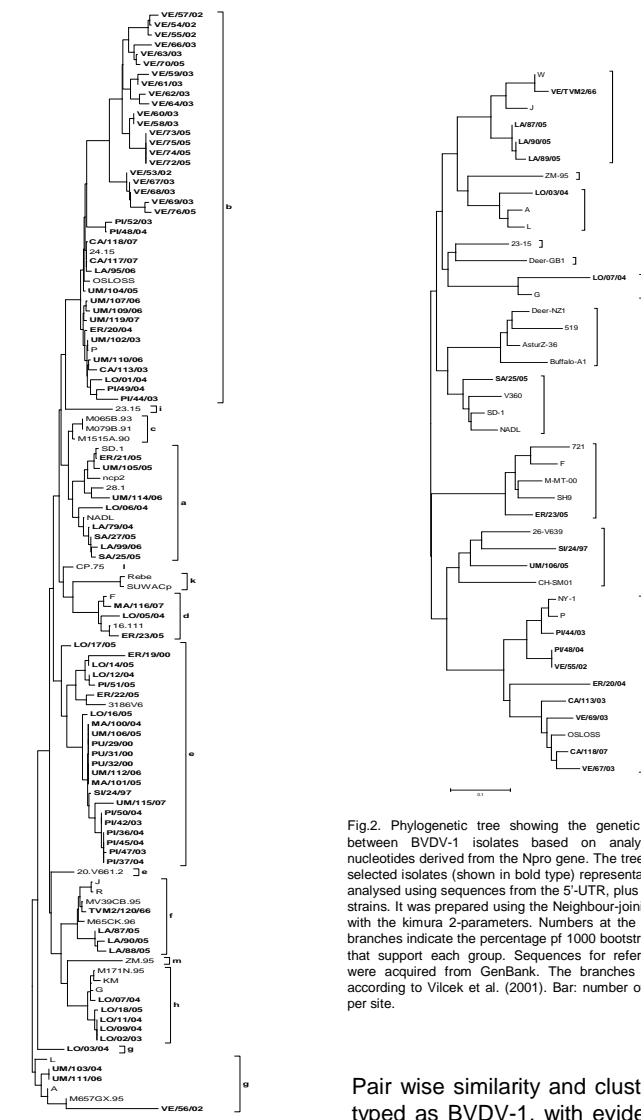 VE/57/02
VE/54/02
VE/55/02
VE/66/03
VE/63/03
VE/70/05
VE/59/03
VE/61/03
VE/62/03
VE/64/03
VE/60/03
VE/58/03
VE/73/05
VE/75/05
VE/74/05
VE/72/05
VE/53/02
VE/67/03
VE/68/03
VE/69/03
VE/76/05
b
PI/52/03
PI/48/04
CA/118/07
24.15
CA/117/07
LA/95/06
OSLOSS
UM/104/05
UM/107/06
UM/109/06
UM/119/07
ER/20/04
UM/102/03
P
UM/110/06
CA/113/03
LO/01/04
PI/49/04
PI/44/03
23.15 i
M065B.93
M079B.91 c
M1515A.90
SD.1
ER/21/05
UM/105/05
ncp2
28.1
UM/114/06 a
LO/06/04
NADL
LA/79/04
SA/27/05
LA/99/06
SA/25/05
CP.75 l
Rebe
SUWACp k
F
MA/116/07
LO/05/04 d
16.111
ER/23/05
LO/17/05
ER/19/00
LO/14/05
LO/12/04
PI/51/05
ER/22/05
3186V6
LO/16/05
MA/100/04
UM/106/05
PU/29/00
PU/31/00 e
PU/32/00
UM/112/06
MA/101/05
SI/24/97
UM/115/07
PI/50/04
PI/42/03
PI/36/04
PI/45/04
PI/47/03
PI/37/04
20.V661.2 e
J
R
MV39CB.95
TVM2/120/66
M65CK.96 f
LA/87/05
LA/90/05
LA/88/05
ZM.95 m
M171N.95
KM
G
LO/07/04 h
LO/18/05
LO/11/04
LO/09/04
LO/02/03
LO/03/04 g
L
UM/103/04
UM/111/06
A g
M657GX.95
VE/56/02
W
VE/TVM2/66
J
LA/87/05
LA/90/05
LA/89/05
ZM-95
LO/03/04
A
L
23-15
Deer-GB1
LO/07/04
G
Deer-NZ1
519
AsturZ-36
Buffalo-A1
SA/25/05
V360
SD-1
NADL
721
F
M-MT-00
SH9
ER/23/05
26-V639
SI/24/97
UM/106/05
CH-SM01
NY-1
P
PI/44/03
PI/48/04
VE/55/02
ER/20/04
CA/113/03
VE/69/03
OSLOSS
CA/118/07
VE/67/03
0.1
Fig.2. Phylogenetic tree showing the genetic
between BVDV-1 isolates based on analy
nucleotides derived from the Npro gene. The tree
selected isolates (shown in bold type) representa
analysed using sequences from the 5'-UTR, plus
strains. It was prepared using the Neighbour-joini
with the kimura 2-parameters. Numbers at the
branches indicate the percentage pf 1000 bootstr
that support each group. Sequences for refer
were acquired from GenBank. The branches
according to Vilcek et al. (2001). Bar: number o
per site.
Pair wise similarity and clust
typed as BVDV-1, with evide